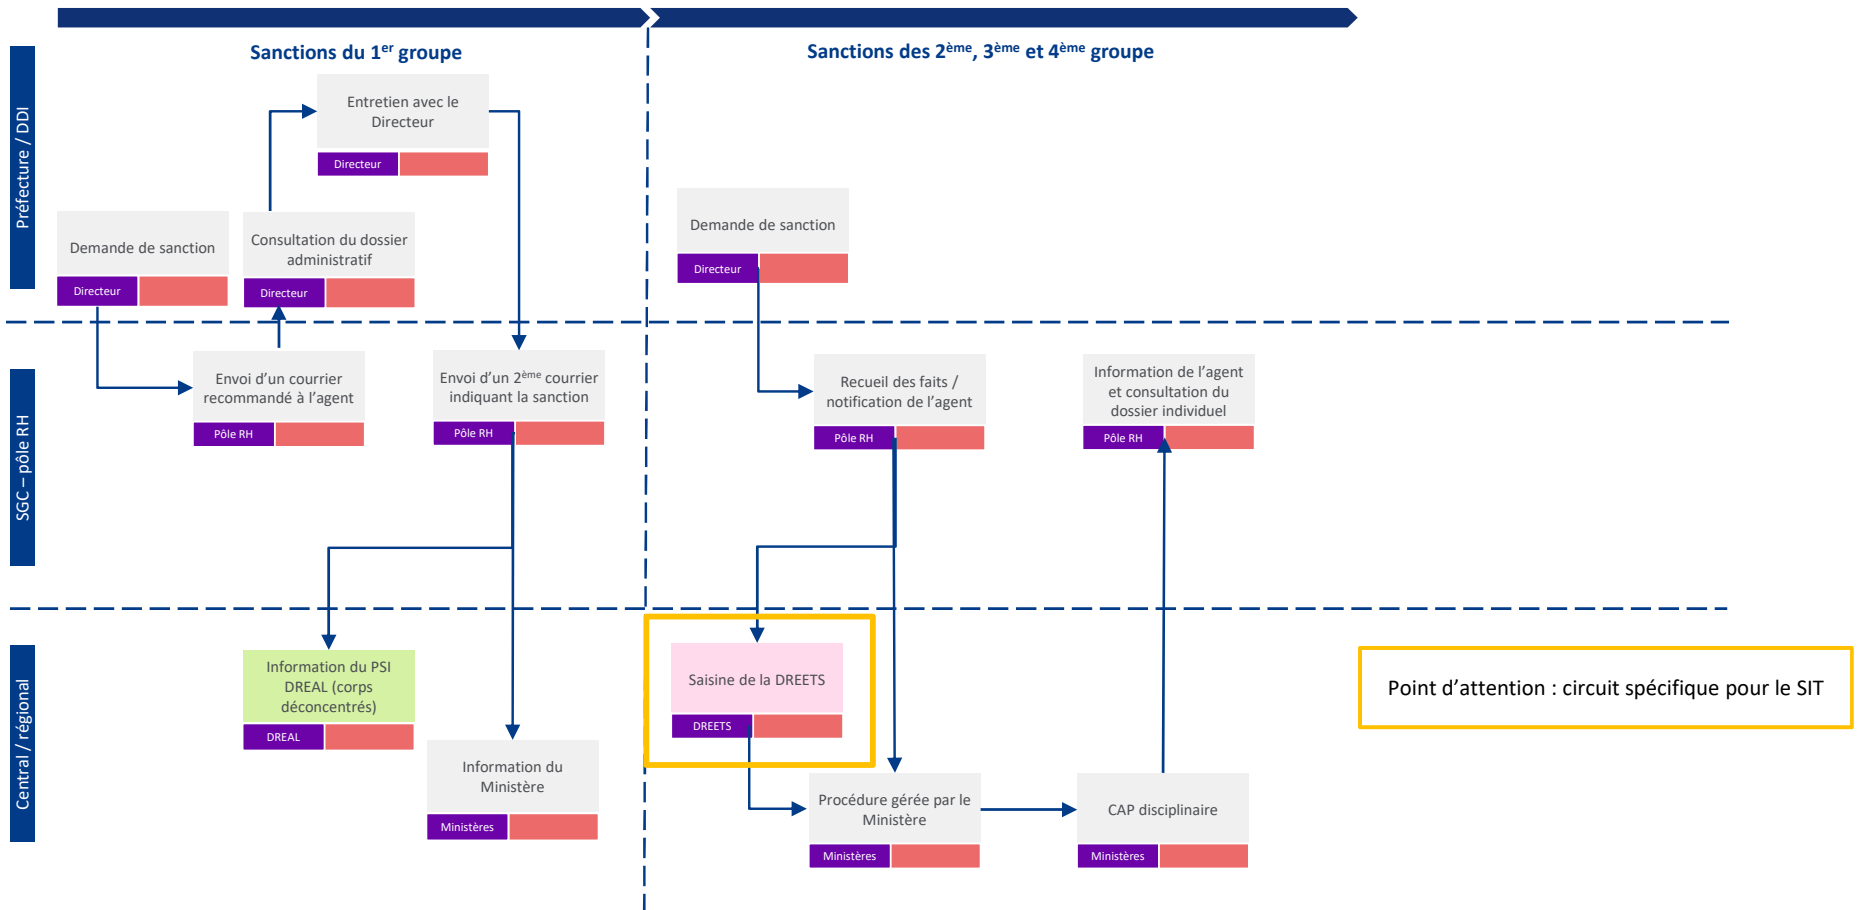 Sanctions du 1er groupe
Sanctions des 2ème, 3ème et 4ème groupe
Préfecture / DDI
Entretien avec le
Directeur
Directeur
Demande de sanction
Directeur
Consultation du dossier
administratif
Directeur
Demande de sanction
Directeur
SGC – pôle RH
Envoi d'un courrier
recommandé à l'agent
Pôle RH
Envoi d'un 2ème courrier
indiquant la sanction
Pôle RH
Recueil des faits /
notification de l'agent
Pôle RH
Information de l'agent
et consultation du
dossier individuel
Pôle RH
Central / régional
Information du PSI
DREAL (corps
déconcentrés)
DREAL
Information du
Ministère
Ministères
Saisine de la DREETS
DREETS
Procédure gérée par le
Ministère
Ministères
CAP disciplinaire
Ministères
Point d'attention : circuit spécifique pour le SIT